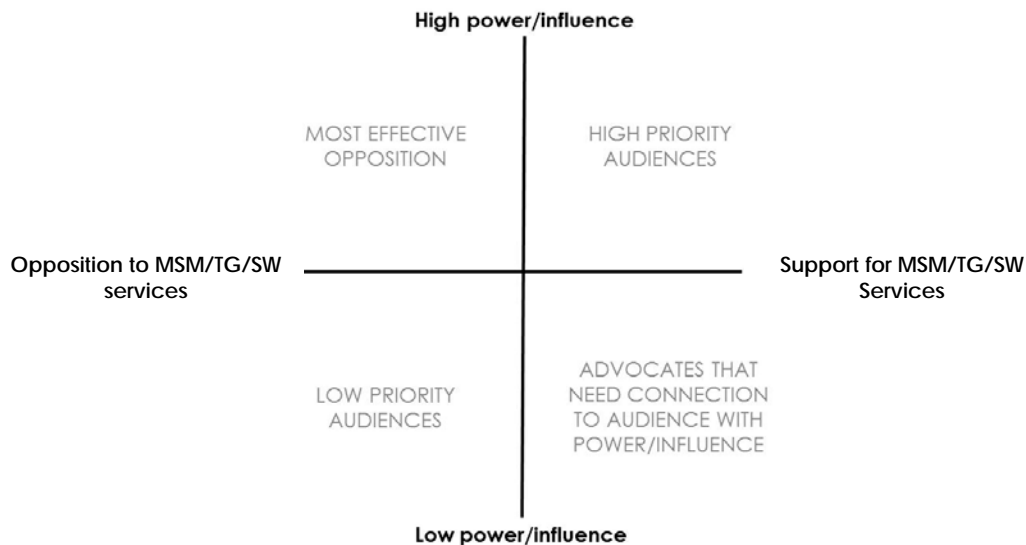 High power/influence
MOST EFFECTIVE
OPPOSITION
HIGH PRIORITY
AUDIENCES
Opposition to MSM/TG/SW
services
Support for MSM/TG/SW
Services
LOW PRIORITY
AUDIENCES
ADVOCATES THAT
NEED CONNECTION
TO AUDIENCE WITH
POWER/INFLUENCE
Low power/influence